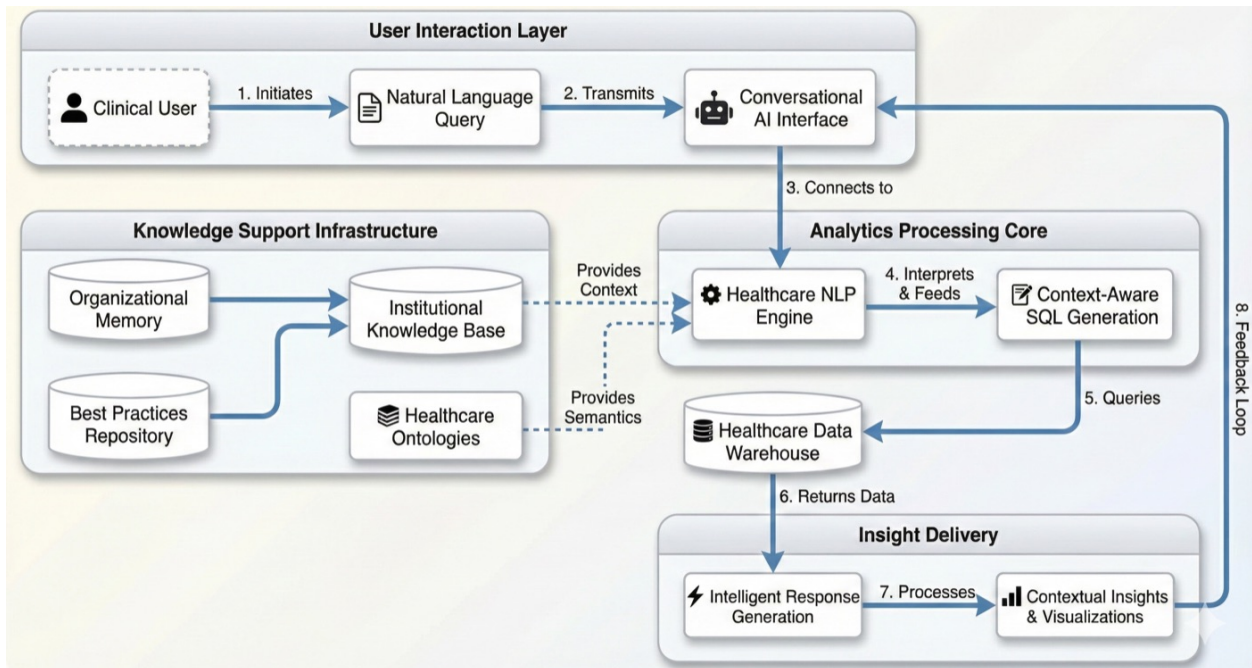 User Interaction Layer
Clinical User
1. Initiates
Natural Language
Query
2. Transmits
Conversational
AI Interface
3. Connects to
Knowledge Support Infrastructure
Organizational
Memory
Institutional
Knowledge Base
Best Practices
Repository
Healthcare
Ontologies
Provides
Context
Provides
Semantics
Analytics Processing Core
Healthcare NLP
Engine
4. Interprets
& Feeds
Context-Aware
SQL Generation
5. Queries
Healthcare Data
Warehouse
6. Returns Data
Insight Delivery
Intelligent Response
Generation
7. Processes
Contextual Insights
& Visualizations
8. Feedback Loop